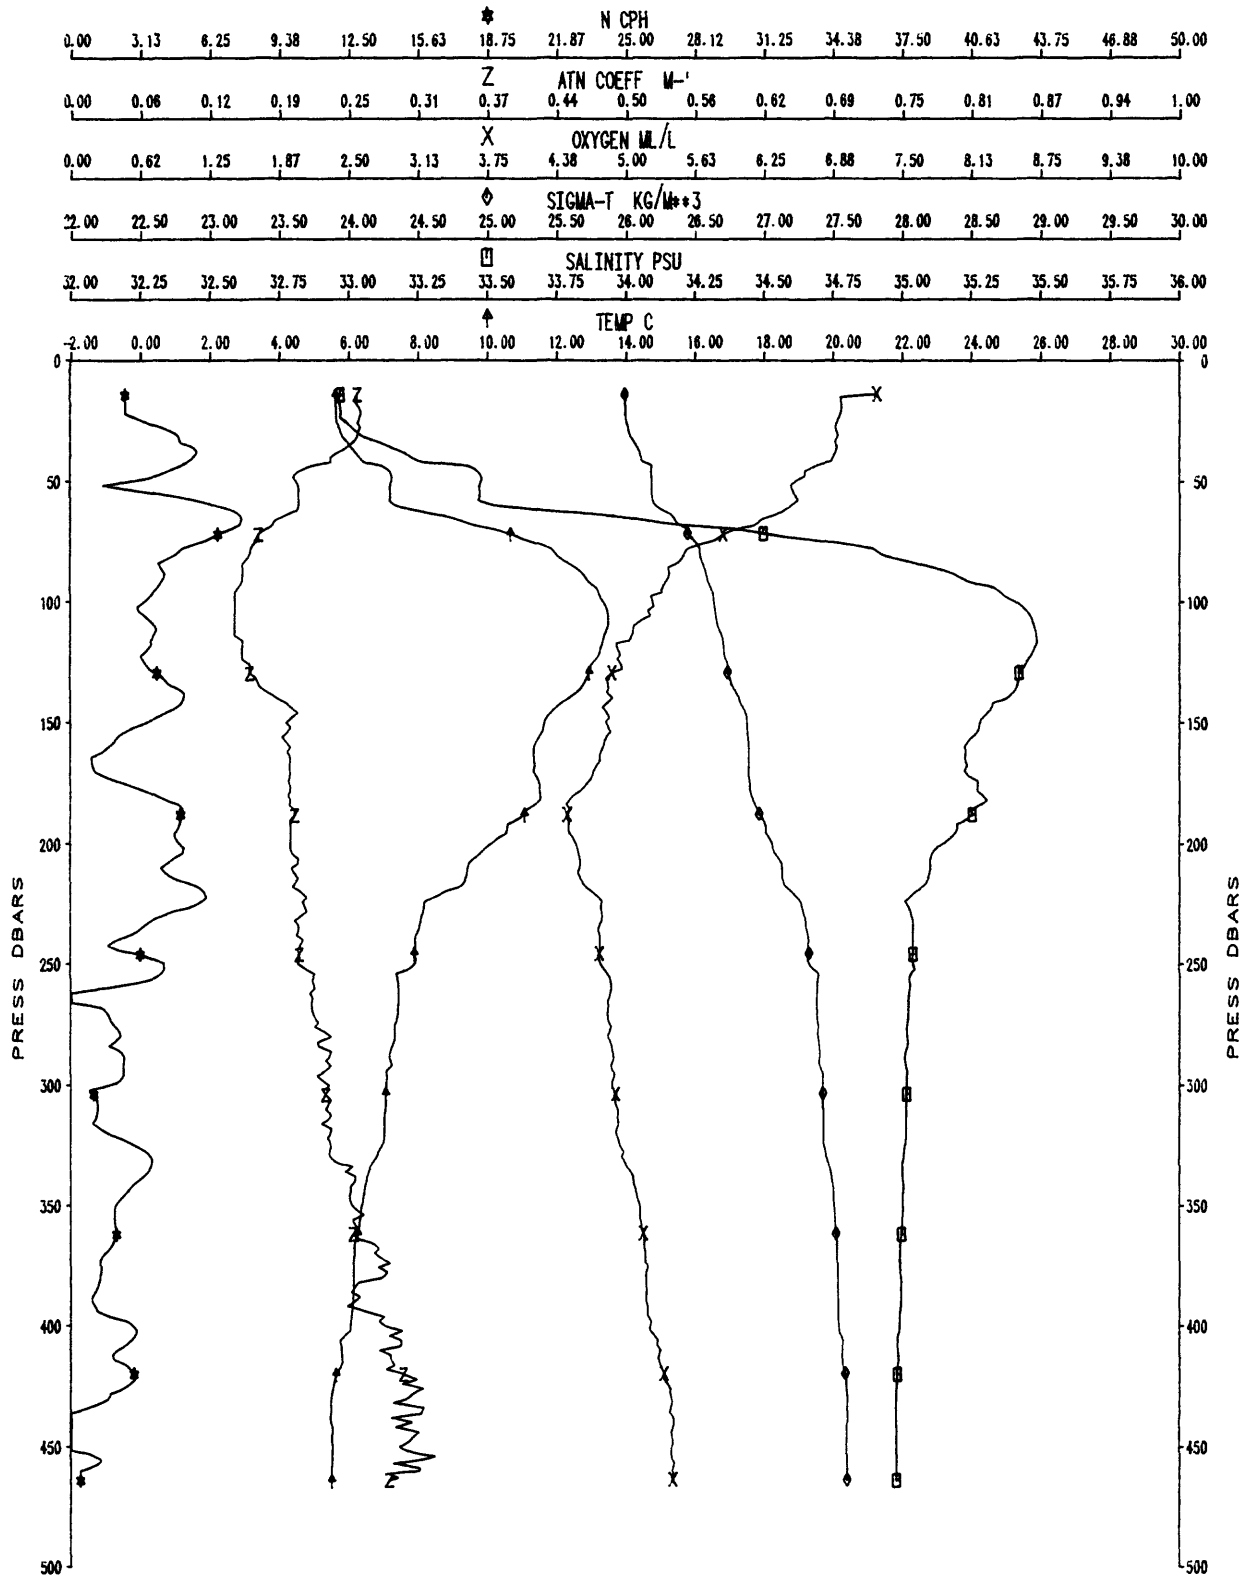 N CPH
0.00 3.13 6.25 9.38 12.50 15.63 18.75 21.87 25.00 28.12 31.25 34.38 37.50 40.63 43.75 46.88 50.00
Z ATN COEFF M-'
0.00 0.06 0.12 0.19 0.25 0.31 0.37 0.44 0.50 0.56 0.62 0.69 0.75 0.81 0.87 0.94 1.00
X OXYGEN ML/L
0.00 0.62 1.25 1.87 2.50 3.13 3.75 4.38 5.00 5.63 6.25 6.88 7.50 8.13 8.75 9.38 10.00
SIGMA-T KG/M**3
22.00 22.50 23.00 23.50 24.00 24.50 25.00 25.50 26.00 26.50 27.00 27.50 28.00 28.50 29.00 29.50 30.00
SALINITY PSU
32.00 32.25 32.50 32.75 33.00 33.25 33.50 33.75 34.00 34.25 34.50 34.75 35.00 35.25 35.50 35.75 36.00
TEMP C
-2.00 0.00 2.00 4.00 6.00 8.00 10.00 12.00 14.00 16.00 18.00 20.00 22.00 24.00 26.00 28.00 30.00
0 0
Z X
50 50
Z X
100 100
Z X
150 150
Z X
200 200
PRESS DBARS PRESS DBARS
Z X
250 250
300 300
Z X
350 350
Z X
400 400
Z X
450 450
Z X
500 500